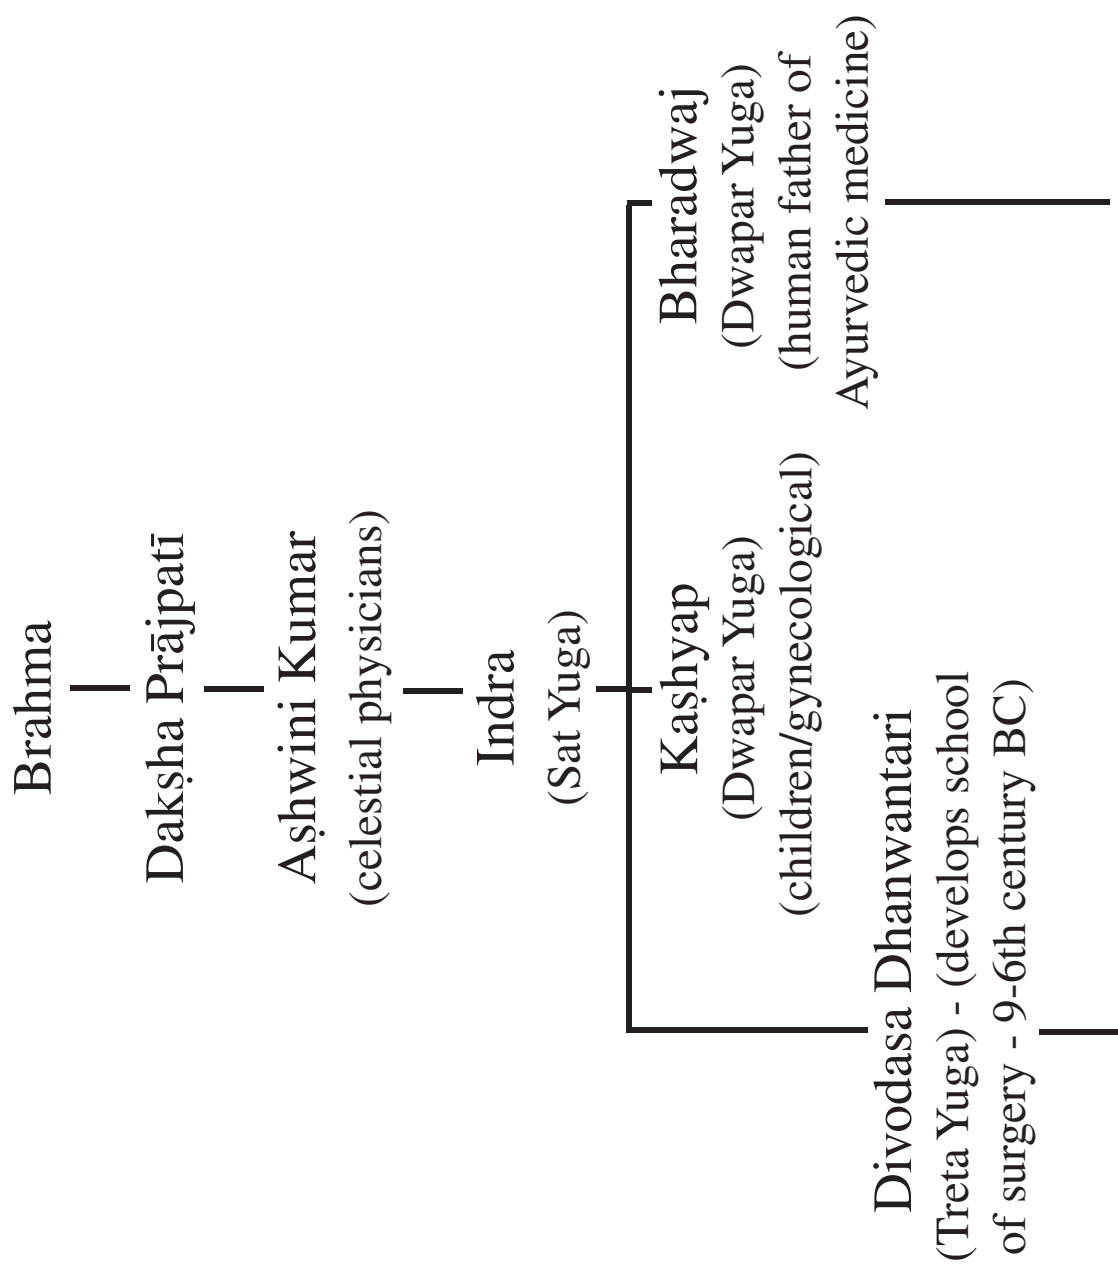 Brahma
Dakṣha Prājpatī
Aṣhwini Kumar
(celestial physicians)
Indra
(Sat Yuga)
Kaṣhyap
(Dwapar Yuga)
(children/gynecological)
Bharadwaj
(Dwapar Yuga)
(human father of
Ayurvedic medicine)
Divodasa Dhanwantari
(Treta Yuga) - (develops school
of surgery - 9-6th century BC)